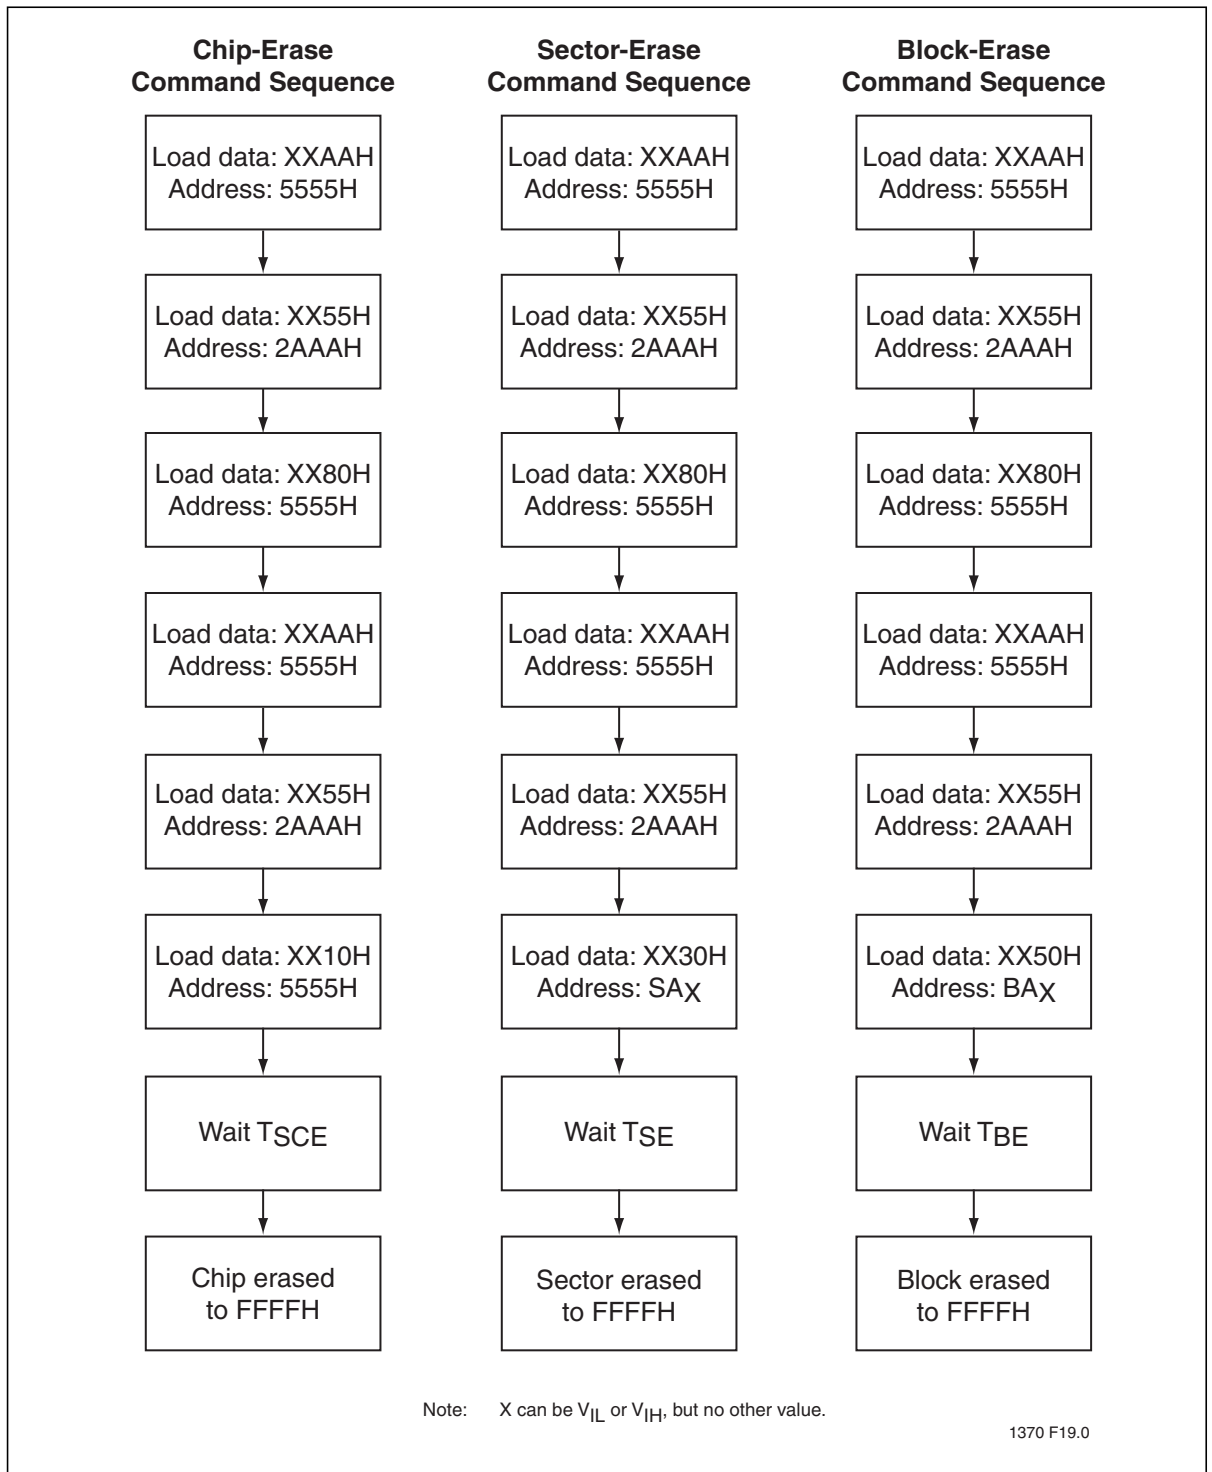 Chip-Erase
Command Sequence
Load data: XXAAH
Address: 5555H
Load data: XX55H
Address: 2AAAH
Load data: XX80H
Address: 5555H
Load data: XXAAH
Address: 5555H
Load data: XX55H
Address: 2AAAH
Load data: XX10H
Address: 5555H
Wait TSCE
Chip erased
to FFFFH
Sector-Erase
Command Sequence
Load data: XXAAH
Address: 5555H
Load data: XX55H
Address: 2AAAH
Load data: XX80H
Address: 5555H
Load data: XXAAH
Address: 5555H
Load data: XX55H
Address: 2AAAH
Load data: XX30H
Address: SAX
Wait TSE
Sector erased
to FFFFH
Block-Erase
Command Sequence
Load data: XXAAH
Address: 5555H
Load data: XX55H
Address: 2AAAH
Load data: XX80H
Address: 5555H
Load data: XXAAH
Address: 5555H
Load data: XX55H
Address: 2AAAH
Load data: XX50H
Address: BAX
Wait TBE
Block erased
to FFFFH
Note: X can be VIL or VIH, but no other value.
1370 F19.0